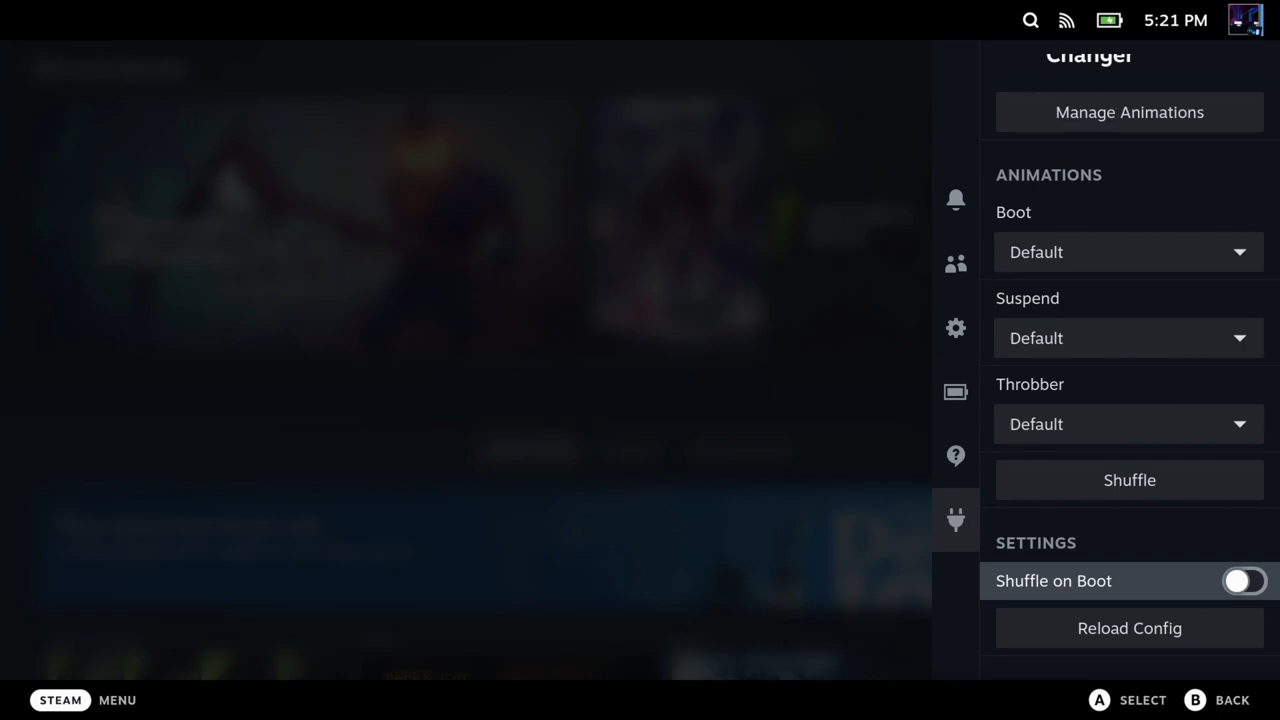 5:21 PM
Changer
Manage Animations
ANIMATIONS
Boot
Default
Suspend
Default
Throbber
Default
Shuffle
SETTINGS
Shuffle on Boot
Reload Config
STEAM MENU
A SELECT B BACK